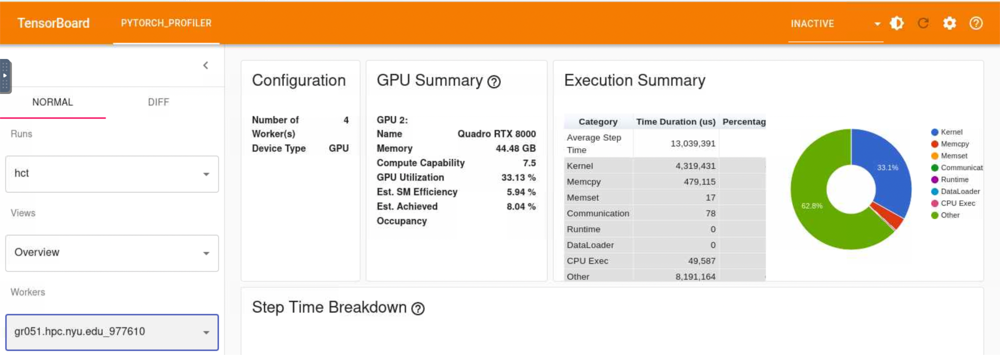 TensorBoard
PYTORCH_PROFILER
INACTIVE
NORMAL
DIFF
Runs
hct
Views
Overview
Workers
gr051.hpc.nyu.edu_977610
Configuration
Number of Worker(s) 4
Device Type GPU
GPU Summary
GPU 2:
Name Quadro RTX 8000
Memory 44.48 GB
Compute Capability 7.5
GPU Utilization 33.13 %
Est. SM Efficiency 5.94 %
Est. Achieved Occupancy 8.04 %
Execution Summary
Category Time Duration (us) Percentag
Average Step Time 13,039,391
Kernel 4,319,431
Memcpy 479,115
Memset 17
Communication 78
Runtime 0
DataLoader 0
CPU Exec 49,587
Other 8,191,164
33.1%
62.8%
Kernel
Memcpy
Memset
Communicat
Runtime
DataLoader
CPU Exec
Other
Step Time Breakdown